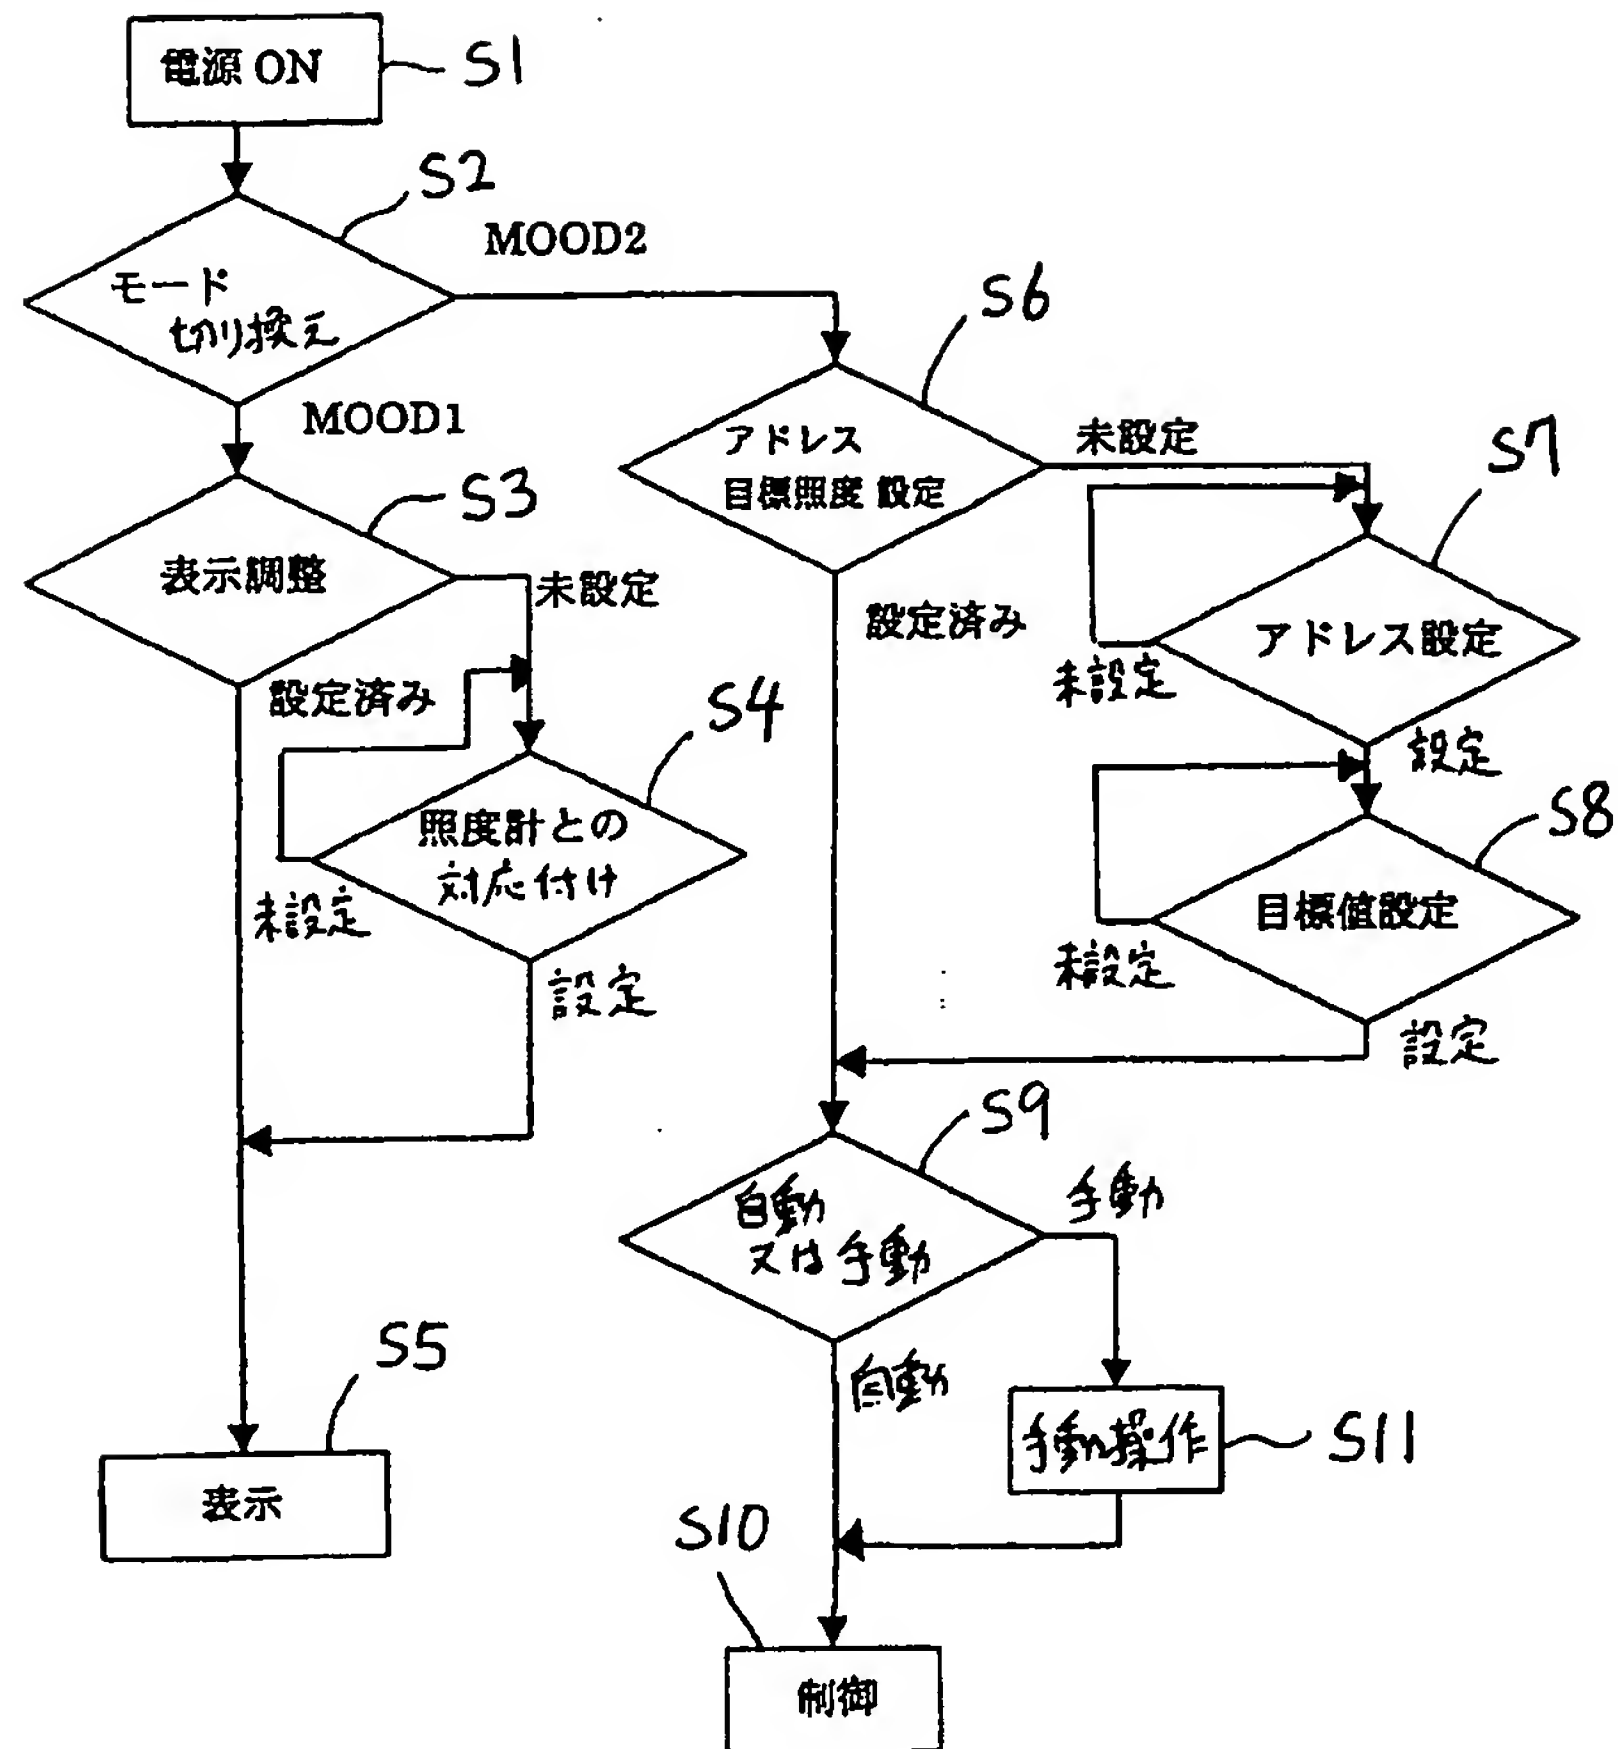 電源 ON
S1
S2
MOOD2
モード
切り換え
S6
MOOD1
アドレス
目標照度 設定
未設定
S7
S3
表示調整
未設定
設定済み
アドレス設定
未設定
設定済み
S4
設定
照度計との
対応付け
S8
未設定
目標値設定
未設定
設定
設定
S9
自動
又は手動
手動
S5
自動
手動操作
S11
表示
S10
制御